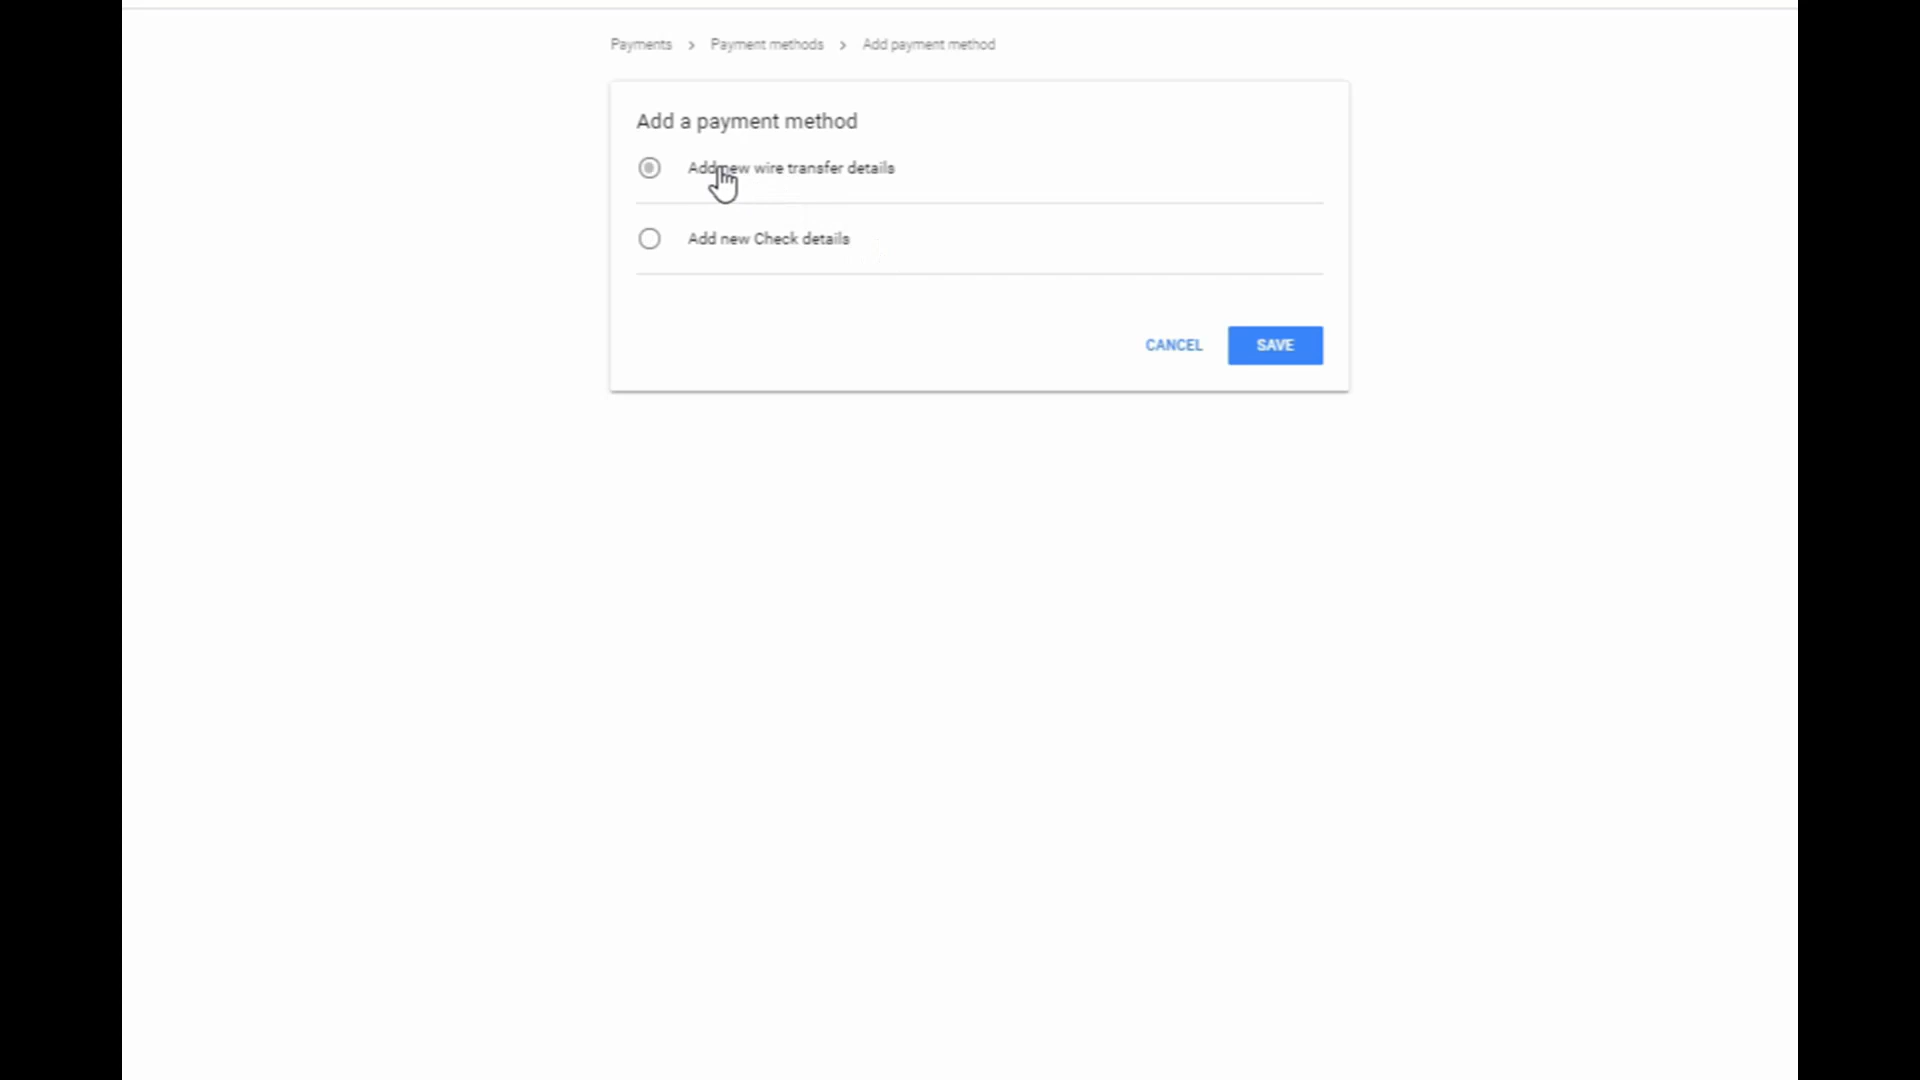 Payments > Payment methods > Add payment method
Add a payment method
Add new wire transfer details
Add new Check details
CANCEL SAVE